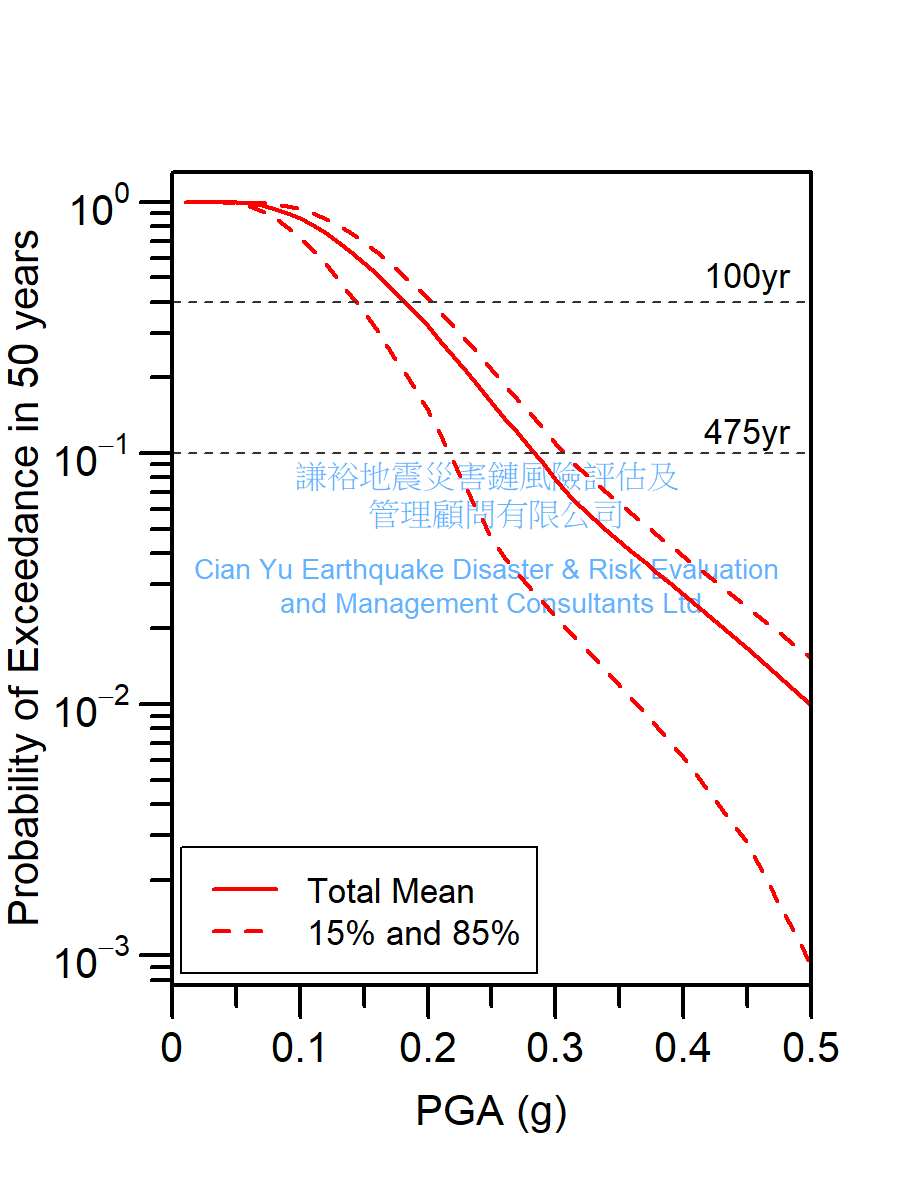 Probability of Exceedance in 50 years
10⁰
10⁻¹
10⁻²
10⁻³
100yr
475yr
謙裕地震災害鏈風險評估及
管理顧問有限公司
Cian Yu Earthquake Disaster & Risk Evaluation
and Management Consultants Ltd
Total Mean
15% and 85%
0 0.1 0.2 0.3 0.4 0.5
PGA (g)